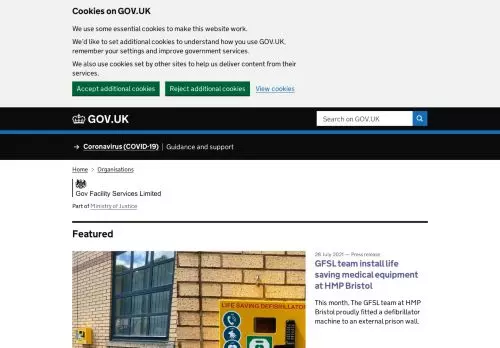 Cookies on GOV.UK
We use some essential cookies to make this website work.
We'd like to set additional cookies to understand how you use GOV.UK,
remember your settings and improve government services.
We also use cookies set by other sites to help us deliver content from their
services.
Accept additional cookies Reject additional cookies View cookies
GOV.UK Search on GOV.UK
→ Coronavirus (COVID-19) Guidance and support
Home > Organisations
Gov Facility Services Limited
Part of Ministry of Justice
Featured
26 July 2021 — Press release
GFSL team install life
saving medical equipment
at HMP Bristol
This month, The GFSL team at HMP
Bristol proudly fitted a defibrillator
machine to an external prison wall.
LIFE SAVING DEFIBRILLATOR